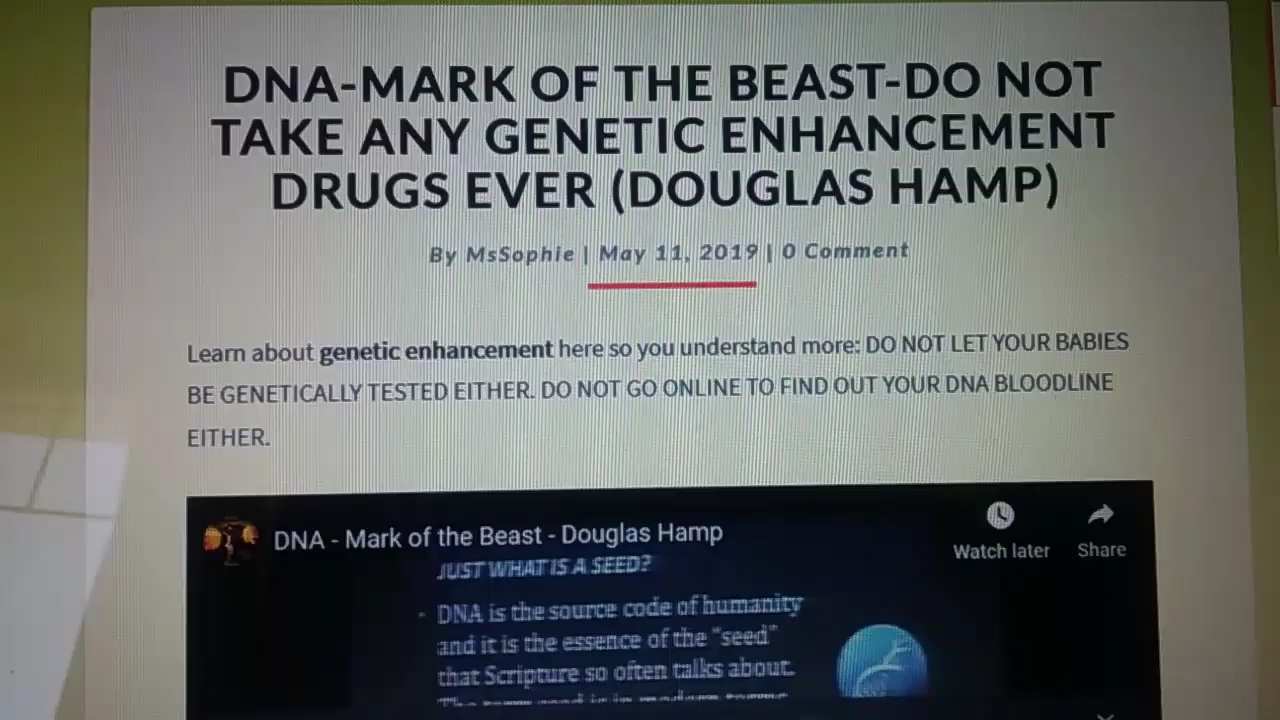 DNA-MARK OF THE BEAST-DO NOT
TAKE ANY GENETIC ENHANCEMENT
DRUGS EVER (DOUGLAS HAMP)
By MsSophie | May 11, 2019 | 0 Comment
Learn about genetic enhancement here so you understand more: DO NOT LET YOUR BABIES
BE GENETICALLY TESTED EITHER. DO NOT GO ONLINE TO FIND OUT YOUR DNA BLOODLINE
EITHER.
DNA - Mark of the Beast - Douglas Hamp
Watch later
Share
JUST WHAT IS A SEED?
- DNA is the source code of humanity
and it is the essence of the "seed"
that Scripture so often talks about.